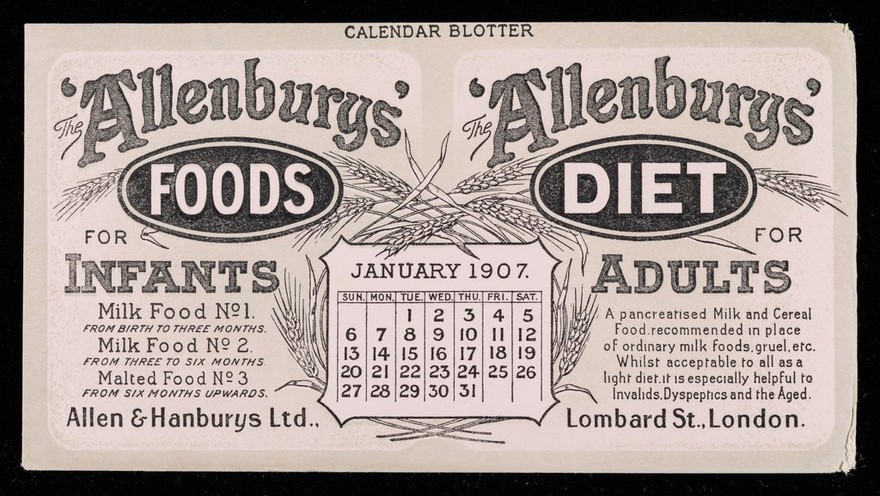 CALENDAR BLOTTER
The 'Allenburys'
FOODS
FOR
INFANTS
Milk Food Nº1.
FROM BIRTH TO THREE MONTHS.
Milk Food Nº 2.
FROM THREE TO SIX MONTHS
Malted Food Nº 3
FROM SIX MONTHS UPWARDS.
Allen & Hanburys Ltd.,
JANUARY 1907.
SUN. MON. TUE. WED. THU. FRI. SAT.
1 2 3 4 5
6 7 8 9 10 11 12
13 14 15 16 17 18 19
20 21 22 23 24 25 26
27 28 29 30 31
The 'Allenburys'
DIET
FOR
ADULTS
A pancreatised Milk and Cereal
Food, recommended in place
of ordinary milk foods, gruel, etc.
Whilst acceptable to all as a
light diet, it is especially helpful to
Invalids, Dyspeptics and the Aged.
Lombard St., London.